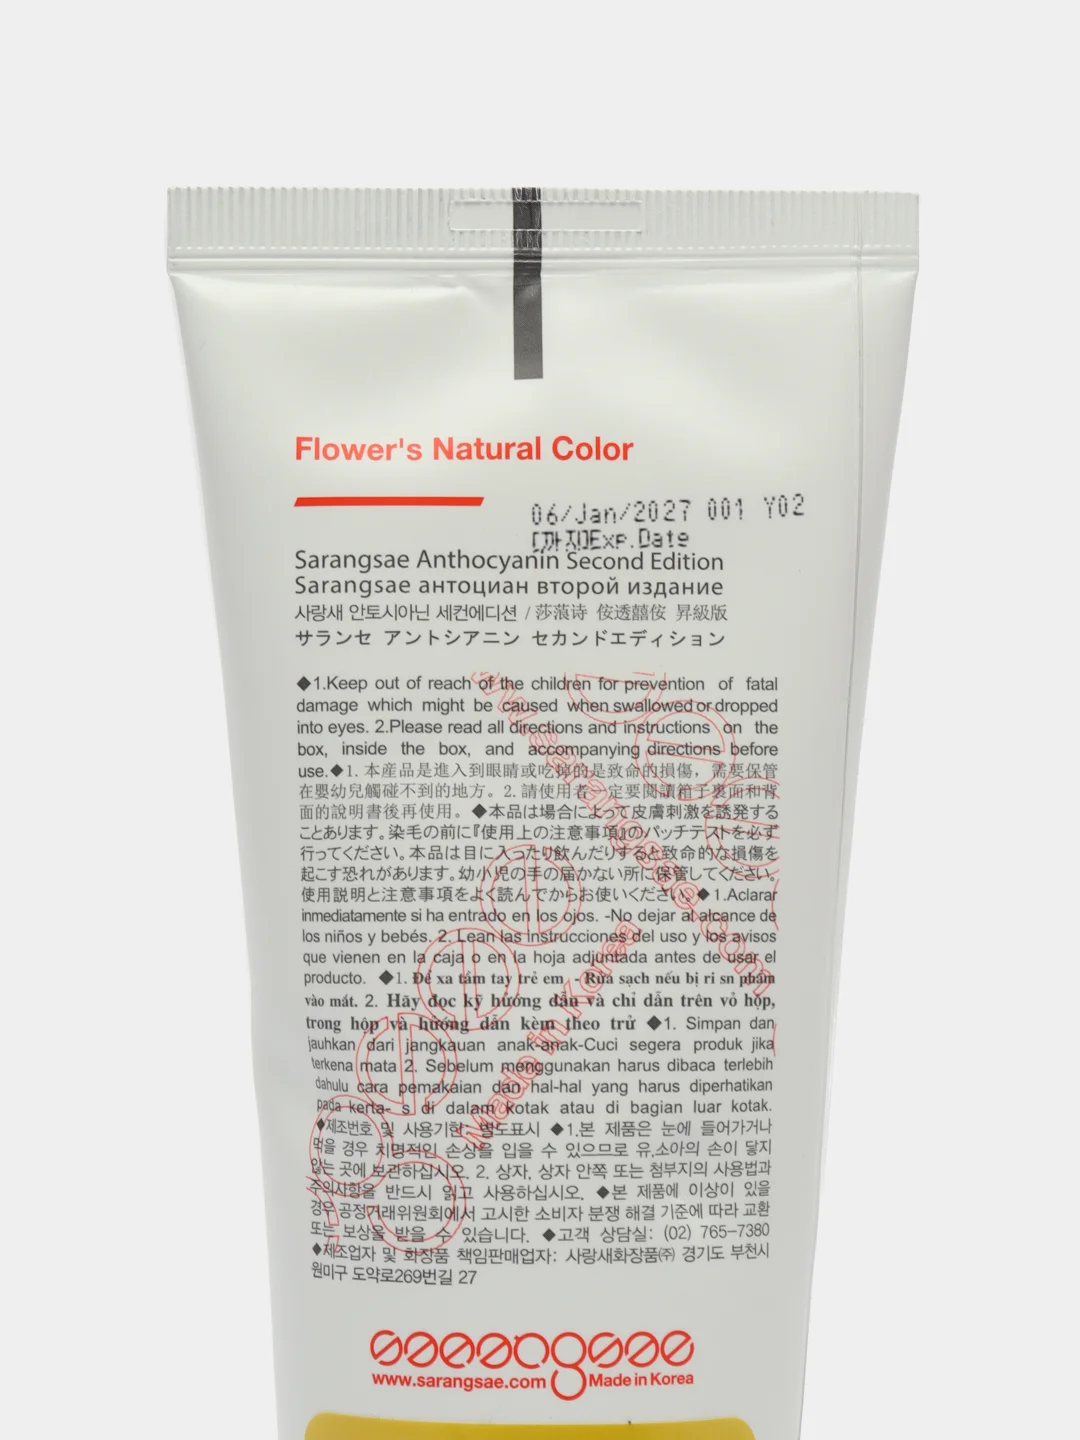 Flower's Natural Color
06/Jan/2027 001 Y02
[까지]Exp.Date
Sarangsae Anthocyanin Second Edition
Sarangsae антоциан второй издание
사랑새 안토시아닌 세컨에디션 / 莎蒗诗 侒透囍侒 昇級版
サランセ アントシアニン セカンドエディション
◆1.Keep out of reach of the children for prevention of fatal
damage which might be caused when swallowed or dropped
into eyes. 2.Please read all directions and instructions on the
box, inside the box, and accompanying directions before
use.◆1. 本産品是進入到眼睛或吃掉的是致命的損傷，需要保管
在嬰幼兒觸碰不到的地方。2. 請使用者一定要閱讀箱子裏面和背
面的說明書後再使用。◆本品は場合によって皮膚刺激を誘発する
ことあります。染毛の前に『使用上の注意事項』のパッチテストを必ず
行ってください。本品は目に入ったり飲んだりすると致命的な損傷を
起こす恐れがあります。幼小児の手の届かない所に保管してください。
使用説明と注意事項をよく読んでからお使いください。◆1.Aclarar
inmediatamente si ha entrado en los ojos. -No dejar al alcance de
los niños y bebés. 2. Lean las instrucciones del uso y los avisos
que vienen en la caja o en la hoja adjuntada antes de usar el
producto. ◆1. Để xa tầm tay trẻ em - Rửa sạch nếu bị rỉ sn phẩm
vào mắt. 2. Hãy đọc kỹ hướng dẫn và chỉ dẫn trên vỏ hộp,
trong hộp và hướng dẫn kèm theo trử ◆1. Simpan dan
jauhkan dari jangkauan anak-anak-Cuci segera produk jika
terkena mata 2. Sebelum menggunakan harus dibaca terlebih
dahulu cara pemakaian dan hal-hal yang harus diperhatikan
pada kerta- s di dalam kotak atau di bagian luar kotak.
◆제조번호 및 사용기한: 별도표시 ◆1.본 제품은 눈에 들어가거나
먹을 경우 치명적인 손상을 입을 수 있으므로 유,소아의 손이 닿지
않는 곳에 보관하십시오. 2. 상자, 상자 안쪽 또는 첨부지의 사용법과
주의사항을 반드시 읽고 사용하십시오. ◆본 제품에 이상이 있을
경우 공정거래위원회에서 고시한 소비자 분쟁 해결 기준에 따라 교환
또는 보상을 받을 수 있습니다. ◆고객 상담실: (02) 765-7380
◆제조업자 및 화장품 책임판매업자: 사랑새화장품㈜ 경기도 부천시
원미구 도약로269번길 27
www.sarangsae.com
Made in Korea
sarangsae
www.sarangsae.com Made in Korea